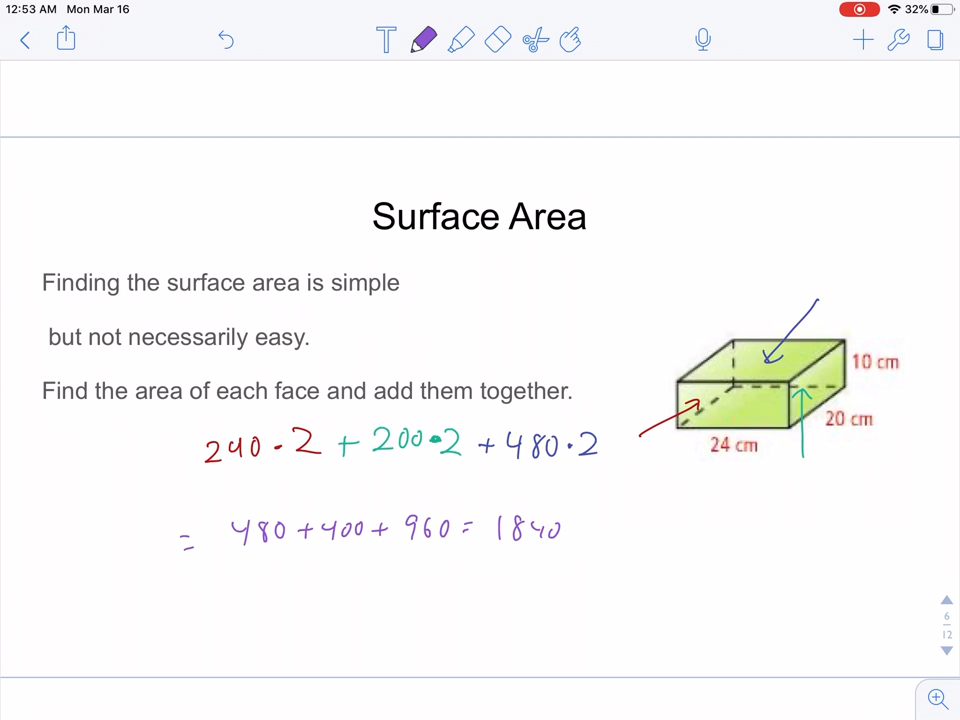 12:53 AM Mon Mar 16 32%
T
Surface Area
Finding the surface area is simple
but not necessarily easy.
Find the area of each face and add them together.
10 cm
20 cm
24 cm
240 · 2 + 200 · 2 + 480 · 2
= 480 + 400 + 960 = 1840
6
12